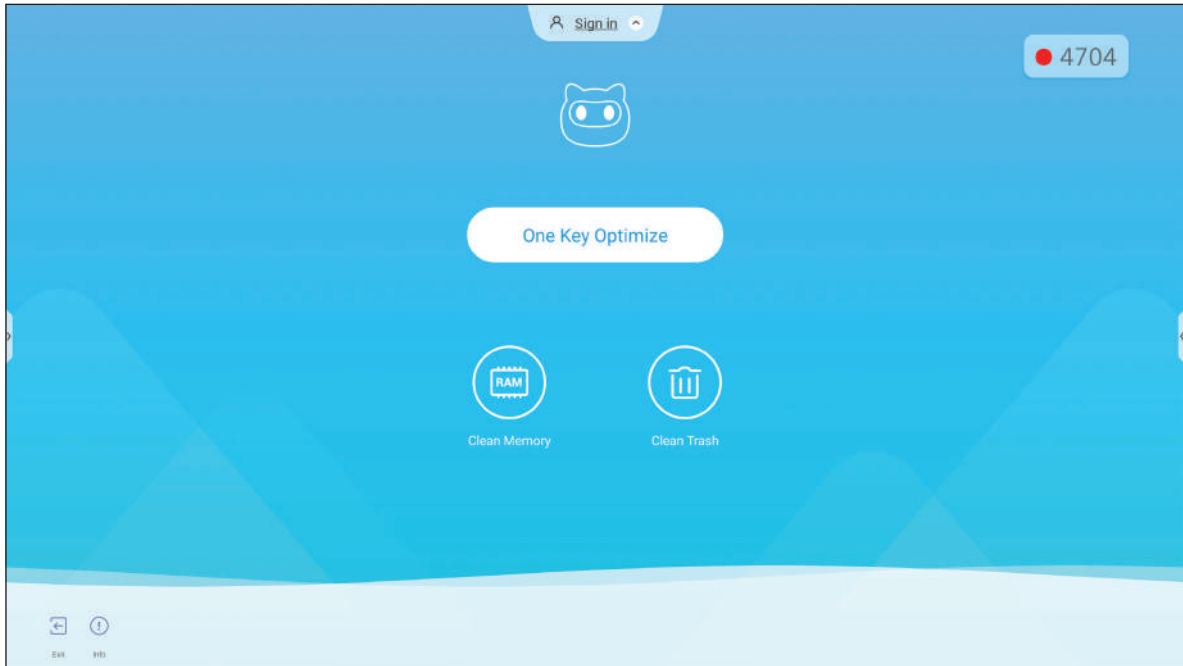 Sign in
4704
One Key Optimize
RAM
Clean Memory
Clean Trash
Exit
Info